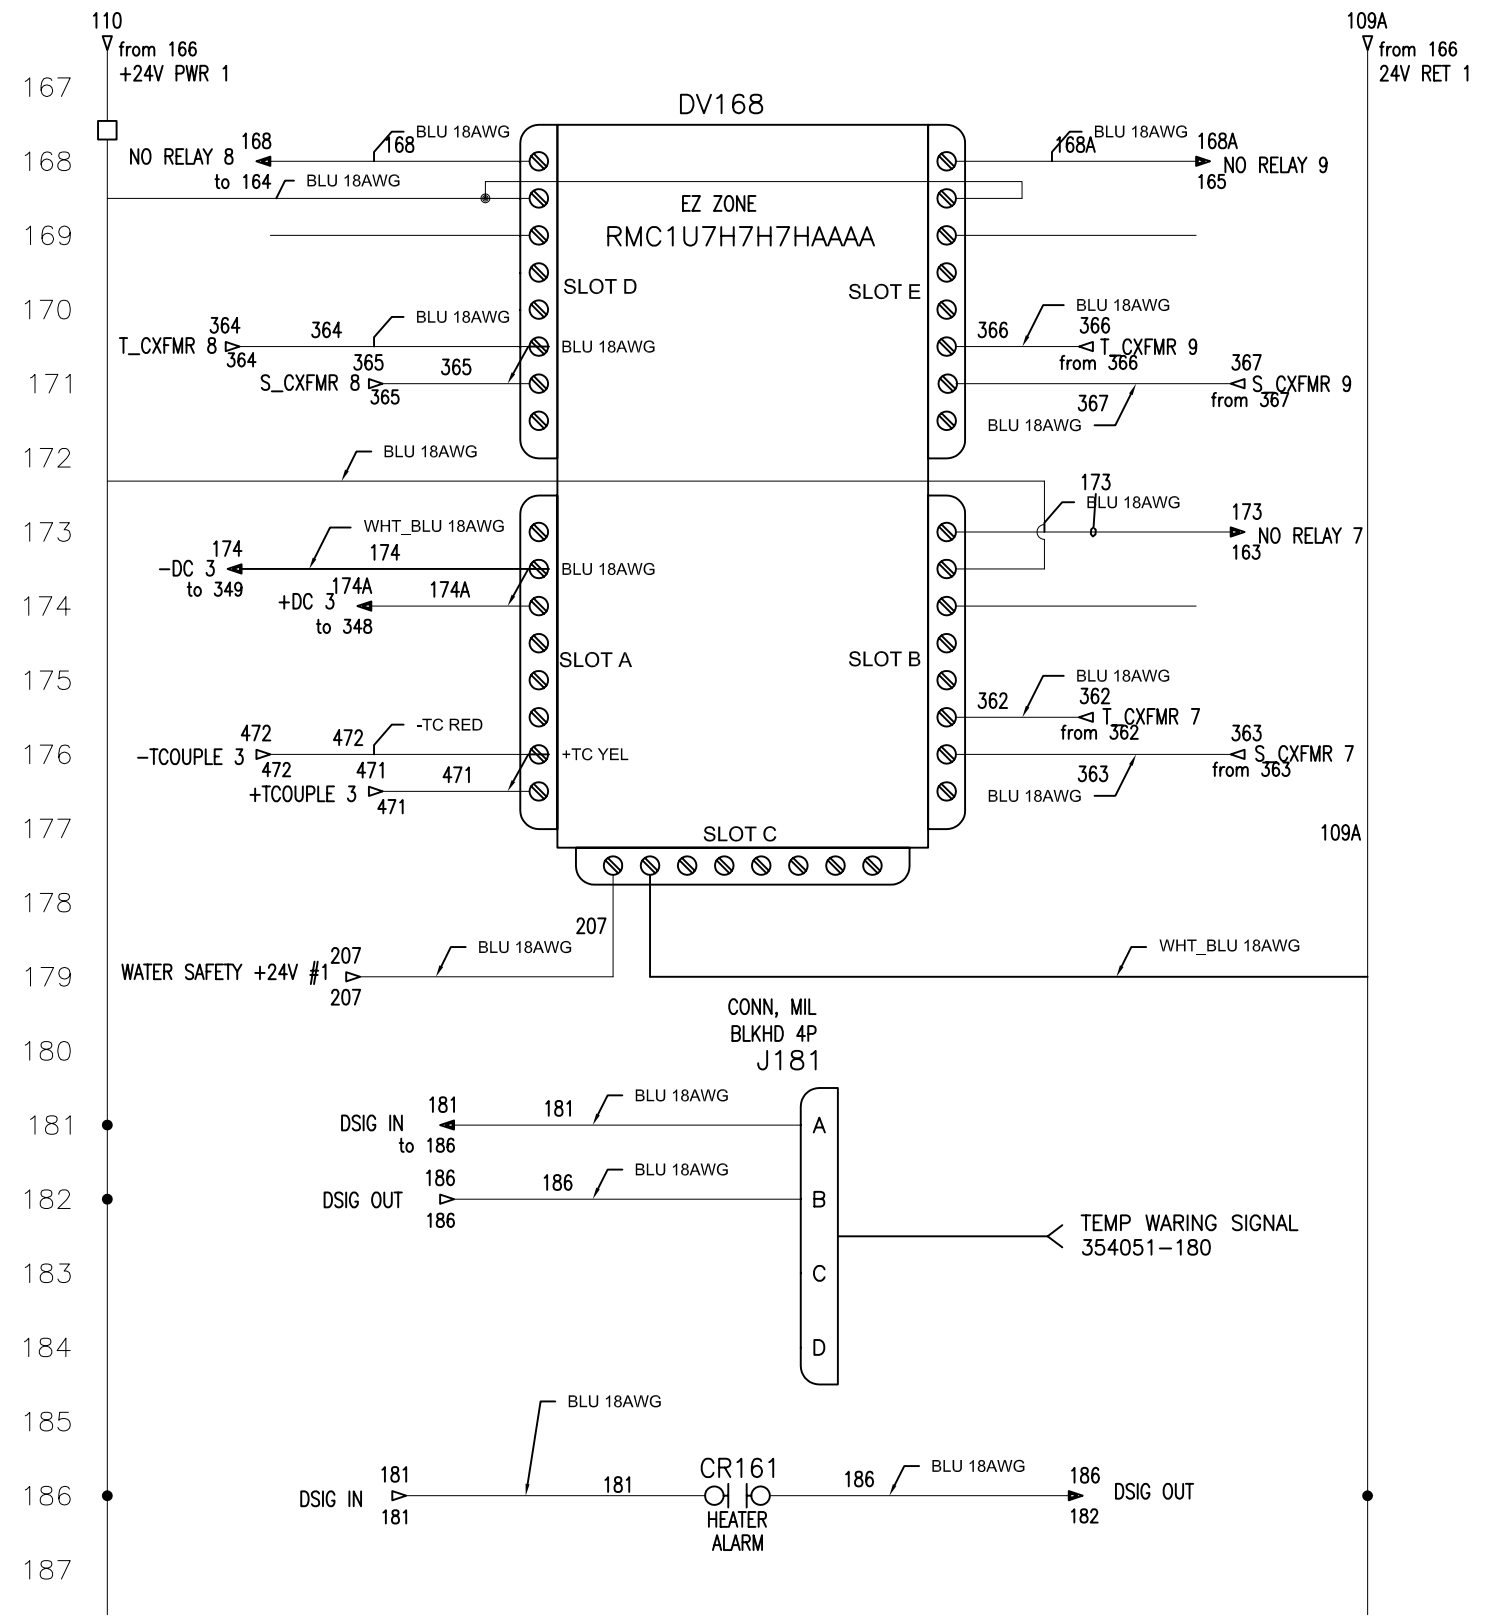 110
109A
from 166
+24V PWR 1
from 166
24V RET 1
167
DV168
168
NO RELAY 8
168
to 164
168
BLU 18AWG
BLU 18AWG
BLU 18AWG
168A
168A
165
NO RELAY 9
EZ ZONE
RMC1U7H7H7HAAAA
169
SLOT D
SLOT E
170
T_CXFMR 8
364
364
364
BLU 18AWG
BLU 18AWG
S_CXFMR 8
365
365
365
366
BLU 18AWG
366
T_CXFMR 9
from 366
171
367
BLU 18AWG
367
S_CXFMR 9
from 367
172
BLU 18AWG
173
BLU 18AWG
173
173
163
NO RELAY 7
WHT_BLU 18AWG
-DC 3
174
to 349
174
BLU 18AWG
174
+DC 3
174A
to 348
174A
SLOT A
SLOT B
175
362
BLU 18AWG
362
T_CXFMR 7
from 362
176
-TCOUPLE 3
472
472
472
-TC RED
+TC YEL
+TCOUPLE 3
471
471
471
363
BLU 18AWG
363
S_CXFMR 7
from 363
177
SLOT C
109A
178
207
179
WATER SAFETY +24V #1
207
207
BLU 18AWG
WHT_BLU 18AWG
CONN, MIL
BLKHD 4P
J181
180
181
DSIG IN
181
to 186
181
BLU 18AWG
A
182
DSIG OUT
186
186
186
BLU 18AWG
B
TEMP WARING SIGNAL
354051-180
183
C
184
D
185
BLU 18AWG
186
DSIG IN
181
181
181
CR161
HEATER
ALARM
186
BLU 18AWG
186
182
DSIG OUT
187